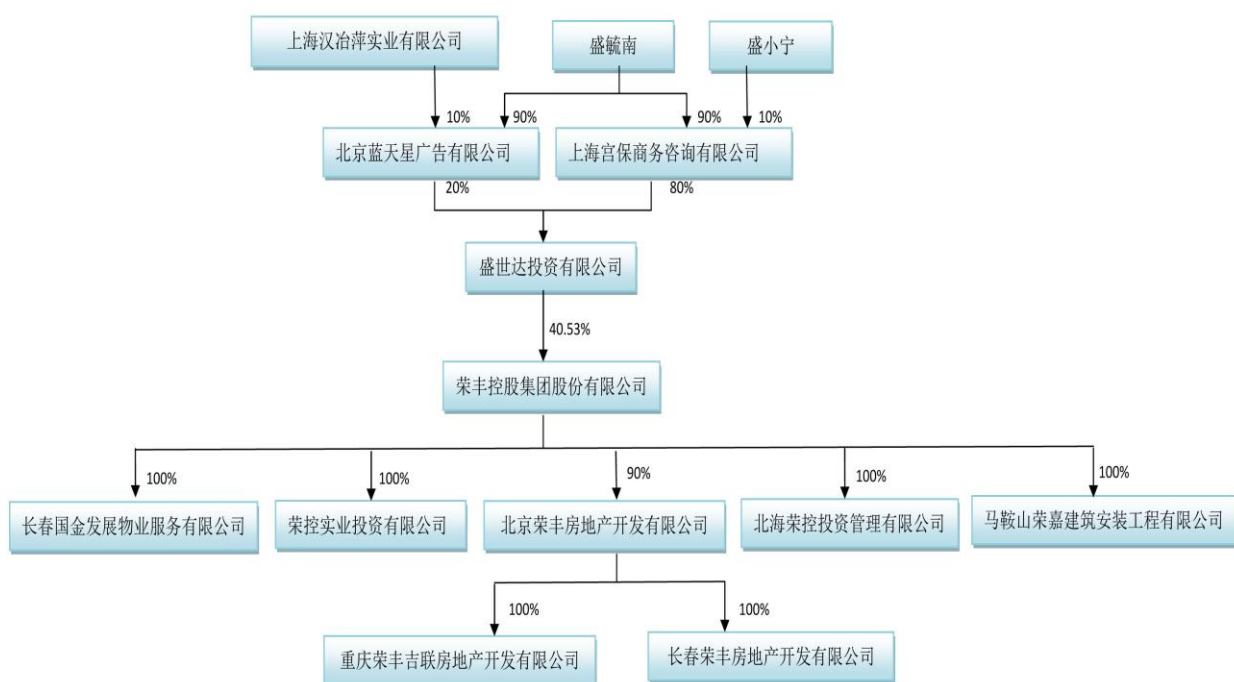 上海汉冶萍实业有限公司
盛毓南
盛小宁
10%
90%
90%
10%
北京蓝天星广告有限公司
上海宫保商务咨询有限公司
20%
80%
盛世达投资有限公司
40.53%
荣丰控股集团股份有限公司
100%
100%
90%
100%
100%
长春国金发展物业服务有限公司
荣控实业投资有限公司
北京荣丰房地产开发有限公司
北海荣控投资管理有限公司
马鞍山荣嘉建筑安装工程有限公司
100%
100%
重庆荣丰吉联房地产开发有限公司
长春荣丰房地产开发有限公司